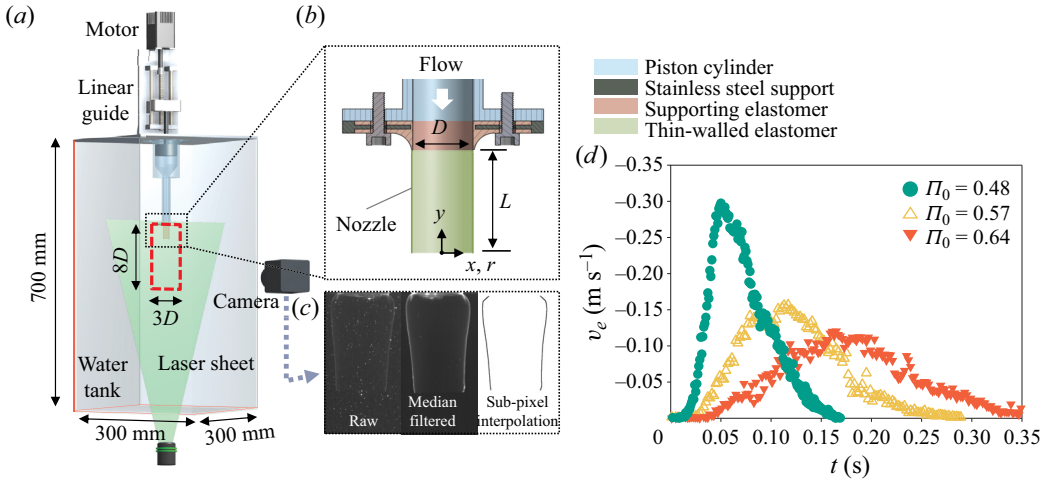 (a)
Motor
Linear
guide
700 mm
8D
3D
Camera
Water
tank
Laser sheet
300 mm
300 mm
(b)
Flow
D
L
Nozzle
y
x, r
(c)
Raw
Median
filtered
Sub-pixel
interpolation
Piston cylinder
Stainless steel support
Supporting elastomer
Thin-walled elastomer
(d)
–0.35
–0.30
–0.25
–0.20
–0.15
–0.10
–0.05
0
0.05
0.10
0.15
0.20
0.25
0.30
0.35
vₑ (m s⁻¹)
t (s)
Π₀ = 0.48
Π₀ = 0.57
Π₀ = 0.64